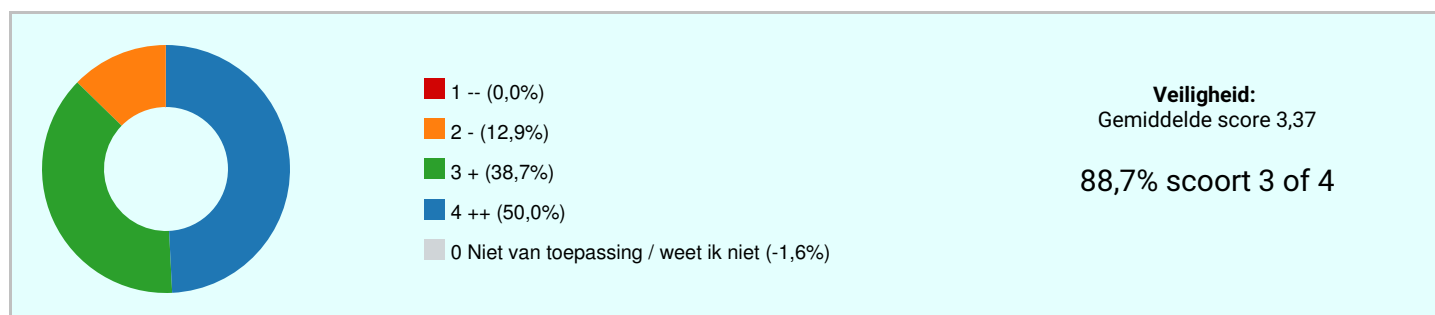 1 -- (0,0%)
2 - (12,9%)
3 + (38,7%)
4 ++ (50,0%)
0 Niet van toepassing / weet ik niet (-1,6%)
Veiligheid:
Gemiddelde score 3,37
88,7% scoort 3 of 4